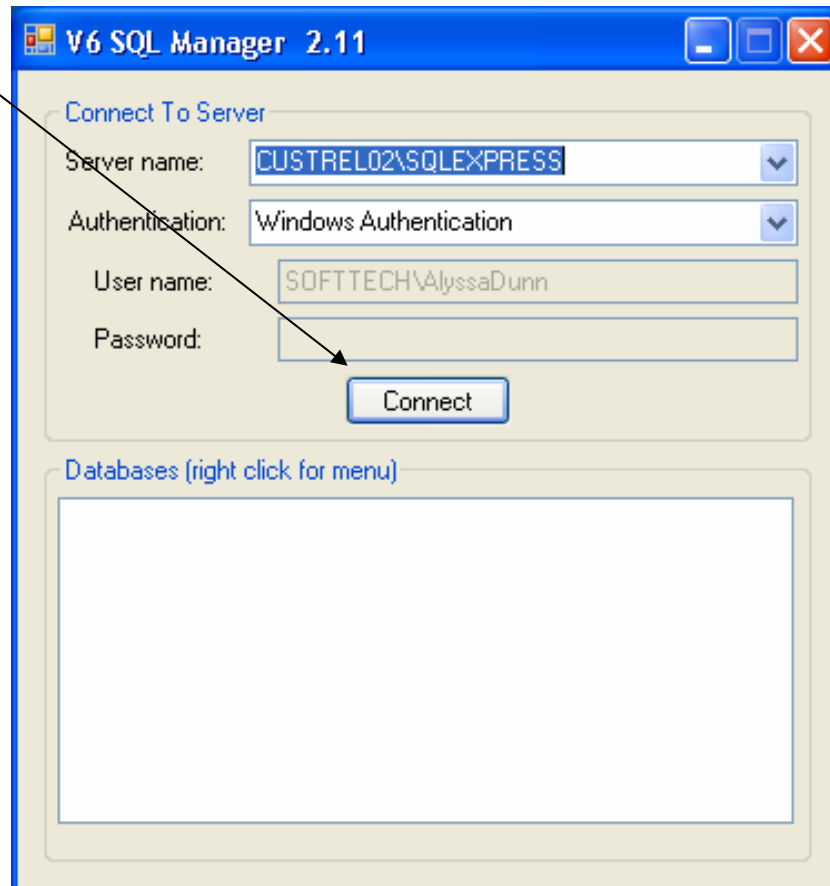 V6 SQL Manager 2.11
Connect To Server
Server name: CUSTREL02\SQLEXPRESS
Authentication: Windows Authentication
User name: SOFTTECH\AlyssaDunn
Password:
Connect
Databases (right click for menu)